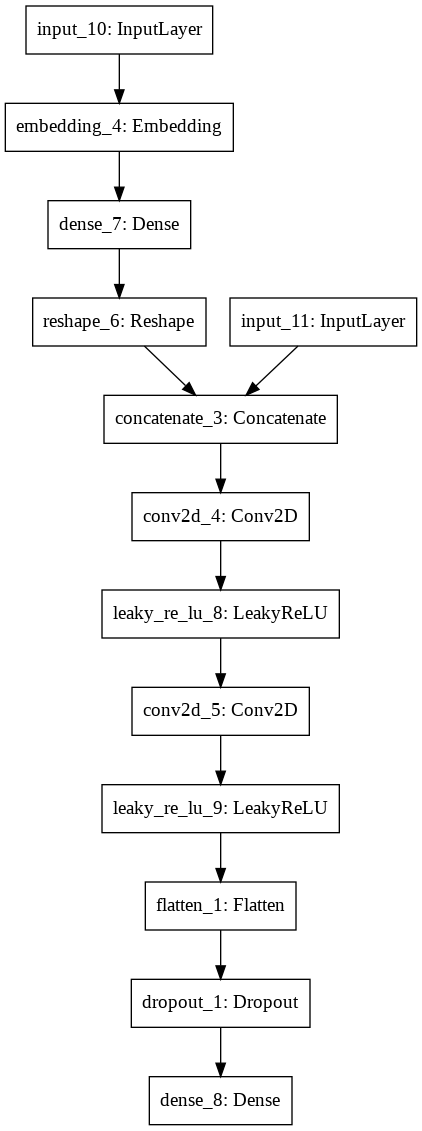 input_10: InputLayer
embedding_4: Embedding
dense_7: Dense
reshape_6: Reshape
input_11: InputLayer
concatenate_3: Concatenate
conv2d_4: Conv2D
leaky_re_lu_8: LeakyReLU
conv2d_5: Conv2D
leaky_re_lu_9: LeakyReLU
flatten_1: Flatten
dropout_1: Dropout
dense_8: Dense